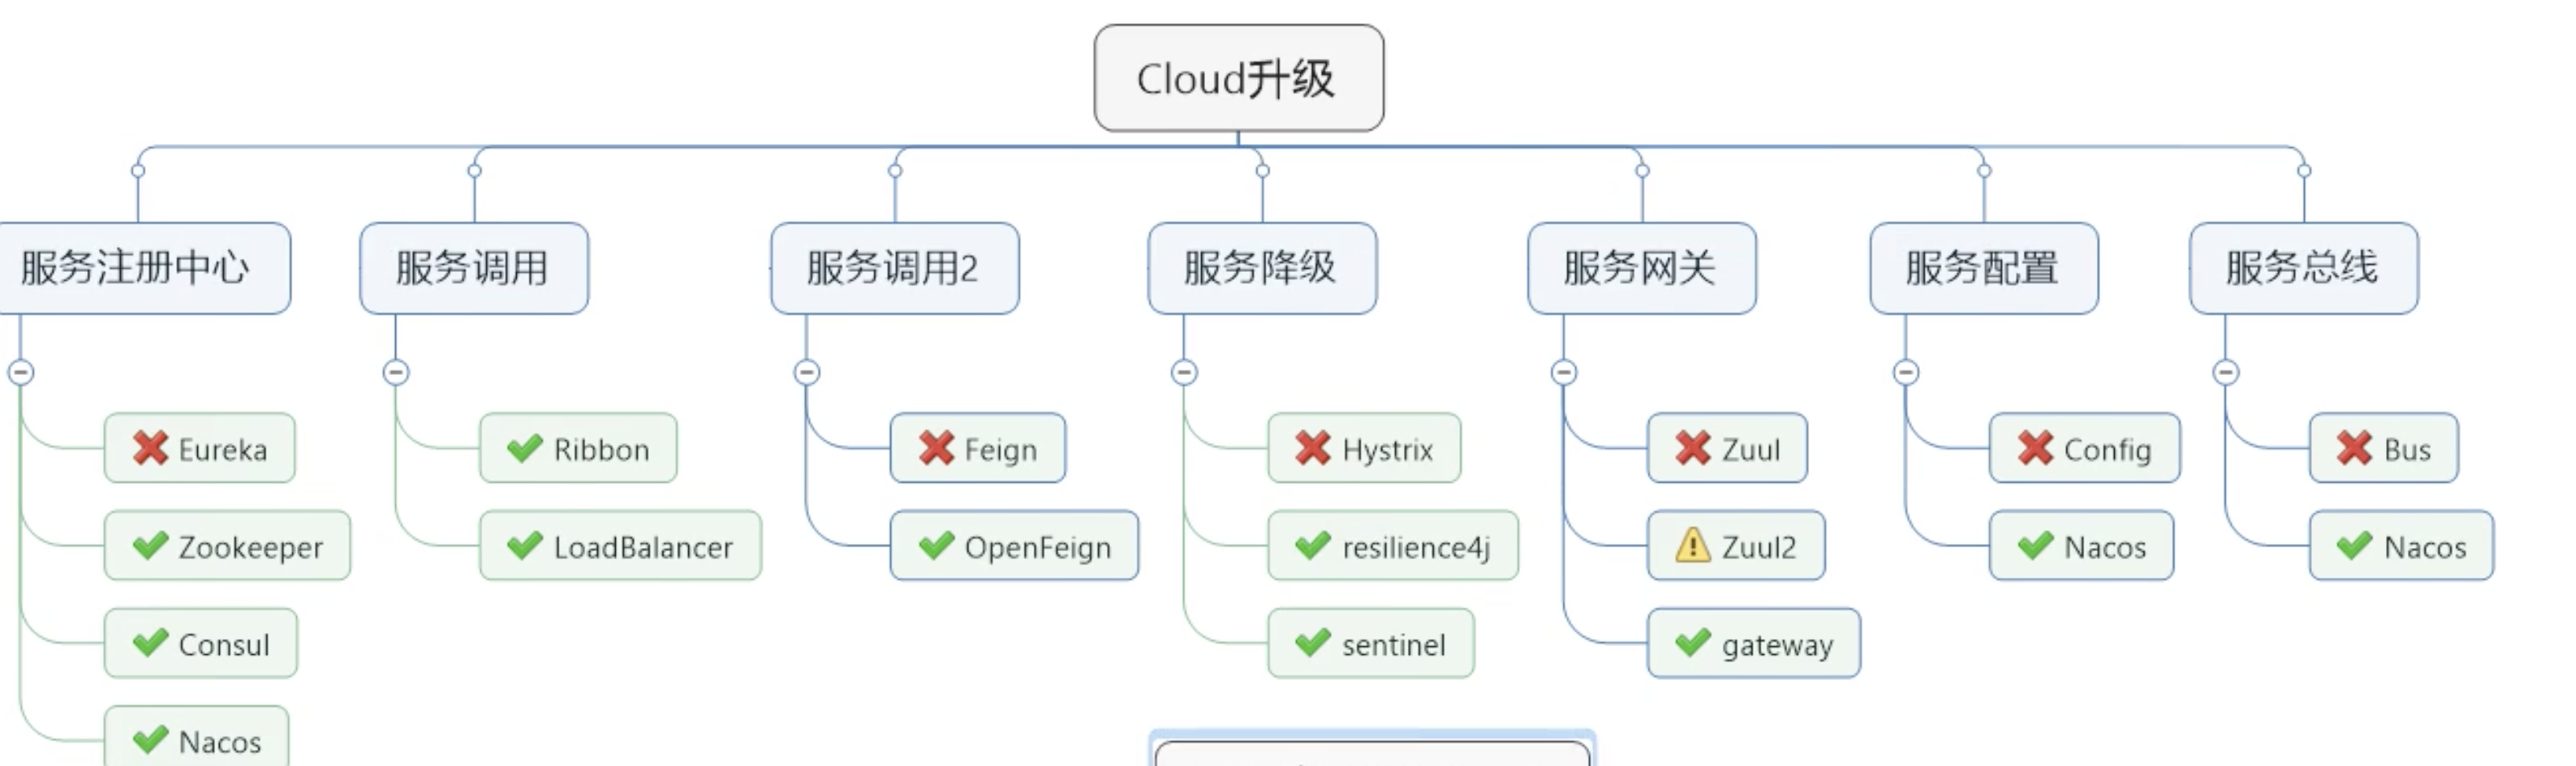 Cloud升级
服务注册中心
Eureka
Zookeeper
Consul
Nacos
服务调用
Ribbon
LoadBalancer
服务调用2
Feign
OpenFeign
服务降级
Hystrix
resilience4j
sentinel
服务网关
Zuul
Zuul2
gateway
服务配置
Config
Nacos
服务总线
Bus
Nacos